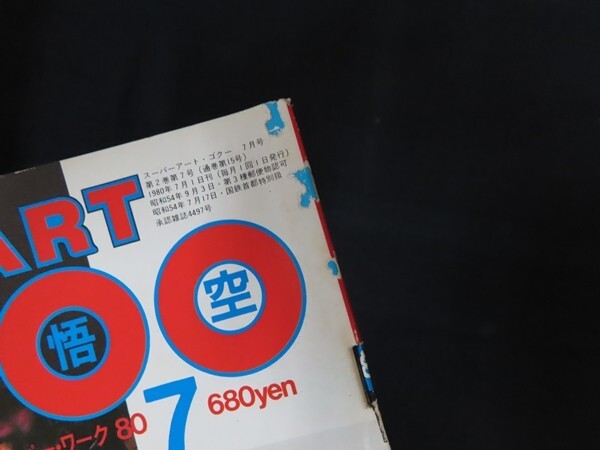 スーパーアート・ゴクー 7月号
第2巻第7号(通巻第15号)
1980年7月1日刊(毎月1回1日発行)
昭和54年9月3日・第3種郵便物認可
昭和54年7月17日・国鉄首都特別扱
承認雑誌4497号
ART
悟空
7
680yen
ワーク 80